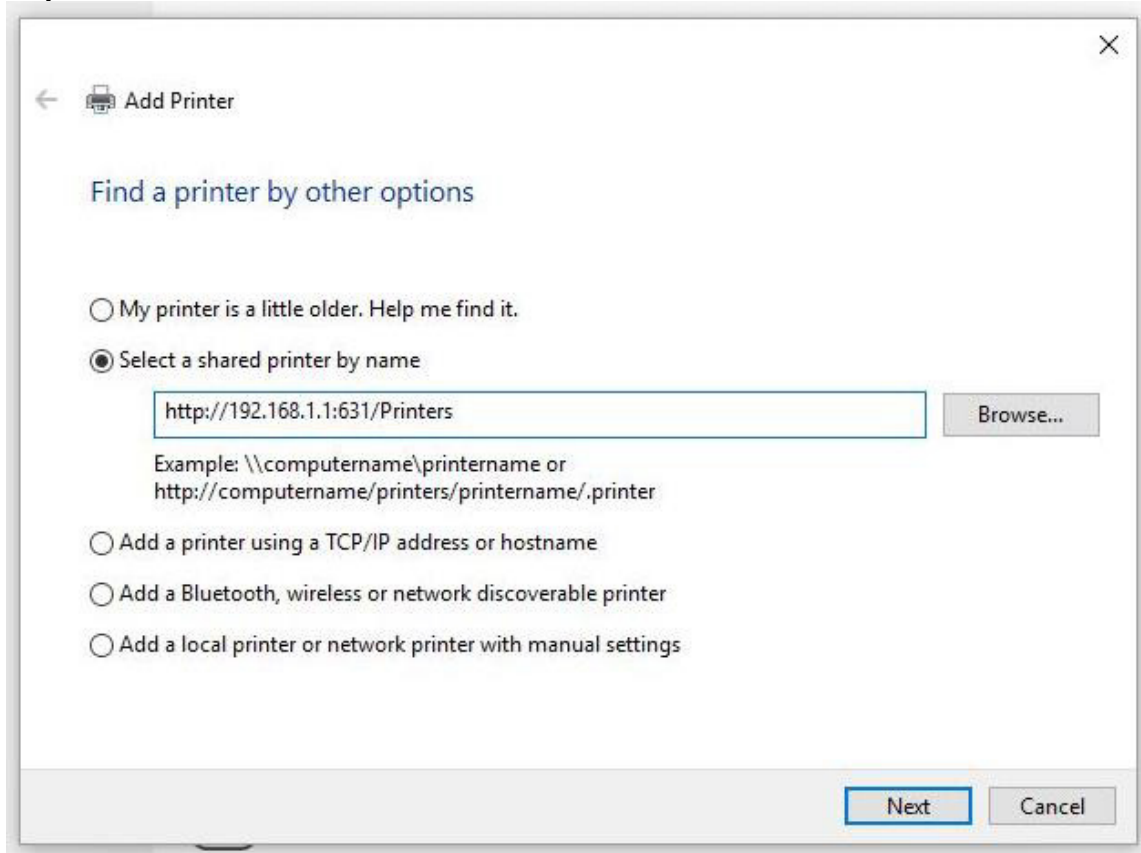 Add Printer
Find a printer by other options
My printer is a little older. Help me find it.
Select a shared printer by name
http://192.168.1.1:631/Printers
Browse...
Example: \\computername\printername or
http://computername/printers/printername/.printer
Add a printer using a TCP/IP address or hostname
Add a Bluetooth, wireless or network discoverable printer
Add a local printer or network printer with manual settings
Next
Cancel